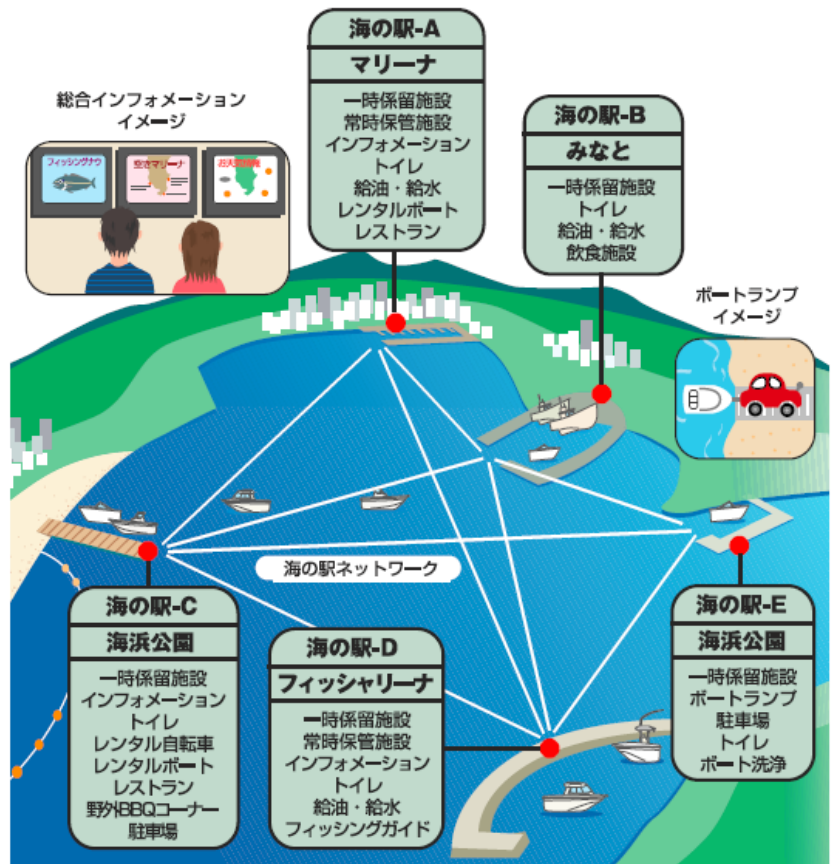 海の駅-A
マリーナ
一時係留施設
常時保管施設
インフォメーション
トイレ
給油・給水
レンタルボート
レストラン
総合インフォメーション
イメージ
フィッシングナウ
空きマリーナ
お天気情報
海の駅-B
みなと
一時係留施設
トイレ
給油・給水
飲食施設
ボートランプ
イメージ
海の駅ネットワーク
海の駅-C
海浜公園
一時係留施設
インフォメーション
トイレ
レンタル自転車
レンタルボート
レストラン
野外BBQコーナー
駐車場
海の駅-D
フィッシャリーナ
一時係留施設
常時保管施設
インフォメーション
トイレ
給油・給水
フィッシングガイド
海の駅-E
海浜公園
一時係留施設
ボートランプ
駐車場
トイレ
ボート洗浄